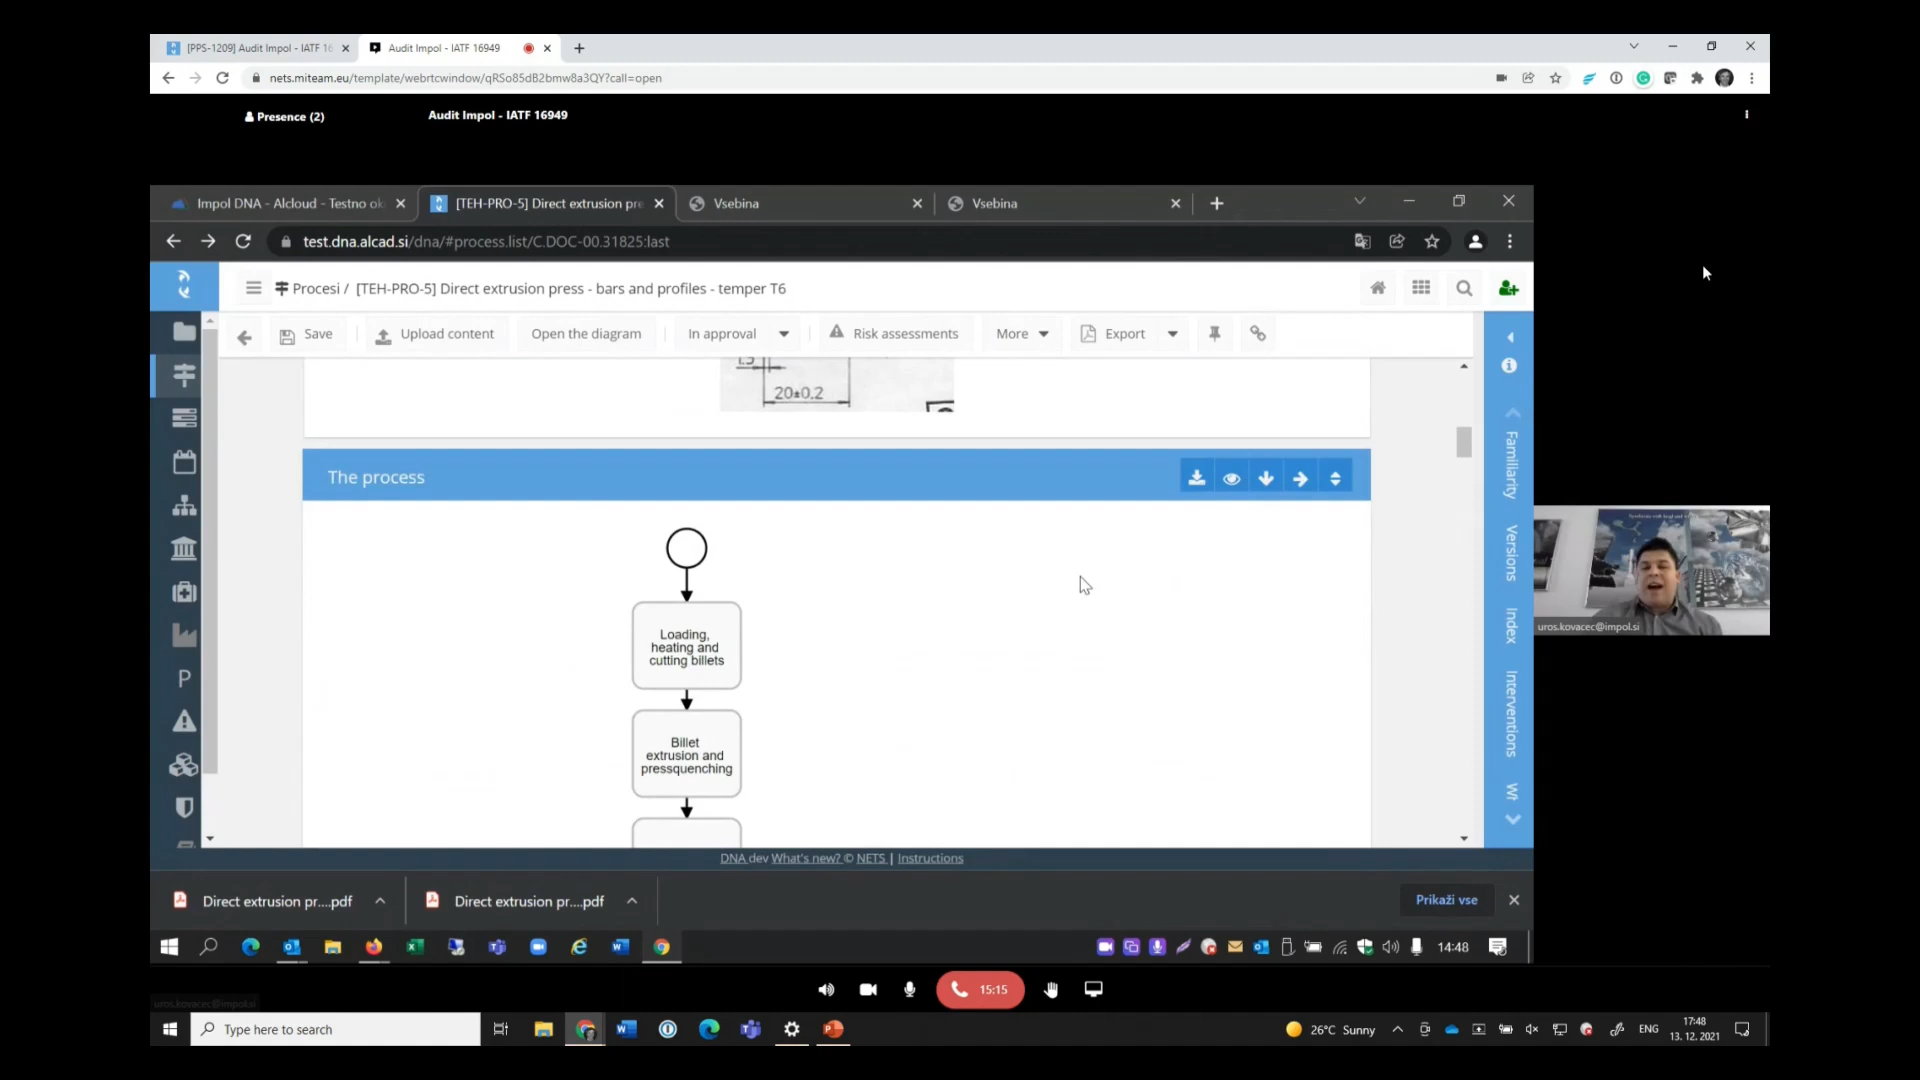 [PPS-1209] Audit Impol - IATF 16
Audit Impol - IATF 16949
nets.miteam.eu/template/webrtcwindow/qRSo85dB2bmw8a3QY?call=open
Presence (2)
Audit Impol - IATF 16949
Impol DNA - Alcloud - Testno ok
[TEH-PRO-5] Direct extrusion pre
Vsebina
Vsebina
test.dna.alcad.si/dna/#process.list/C.DOC-00.31825:last
Procesi / [TEH-PRO-5] Direct extrusion press - bars and profiles - temper T6
Save
Upload content
Open the diagram
In approval
Risk assessments
More
Export
20±0.2
The process
Loading,
heating and
cutting billets
Billet
extrusion and
pressquenching
P
Familiarity
Versions
Index
Interventions
uros.kovacec@impol.si
DNA dev What's new? © NETS | Instructions
Direct extrusion pr....pdf
Direct extrusion pr....pdf
Prikaži vse
14:48
15:15
uros.kovacec@impol.si
Type here to search
26°C Sunny
ENG
17:48
13. 12. 2021